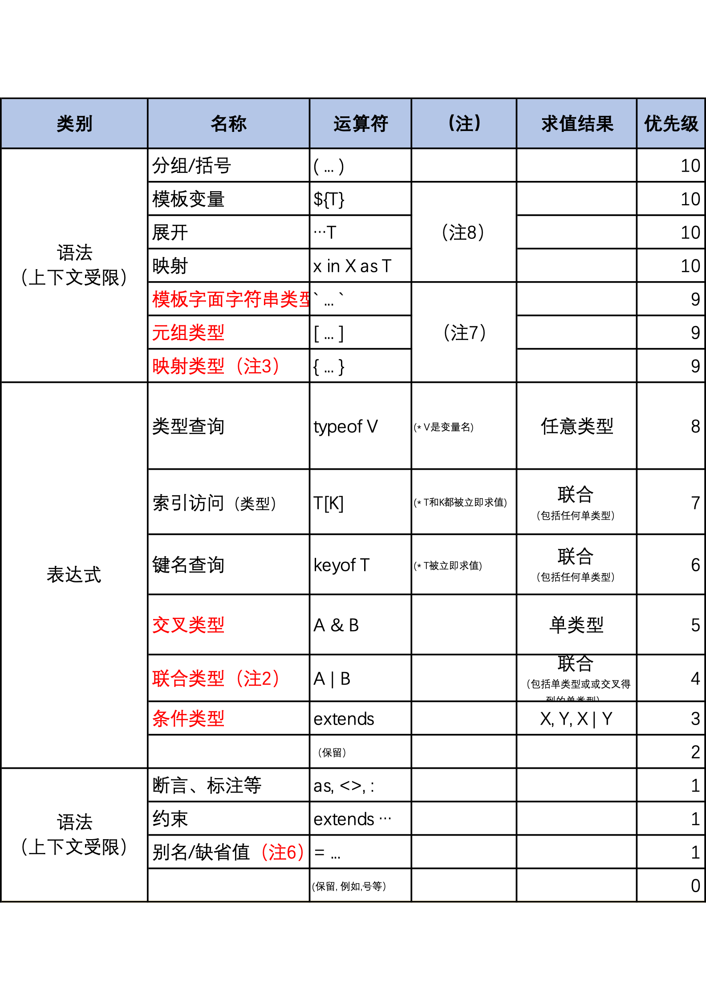 类别 名称 运算符 (注) 求值结果 优先级
语法
（上下文受限）
分组/括号 ( ... ) 10
模板变量 ${T} 10
（注8）
展开 …T 10
映射 x in X as T 10
模板字面字符串类型 ` ... ` 9
（注7）
元组类型 [ ... ] 9
映射类型（注3） { ... } 9
表达式
类型查询 typeof V (* V是变量名) 任意类型 8
索引访问（类型） T[K] (* T和K都被立即求值) 联合 7
（包括任何单类型）
键名查询 keyof T (* T被立即求值) 联合 6
（包括任何单类型）
交叉类型 A & B 单类型 5
联合类型（注2） A | B 联合 4
（包括单类型或或交叉得
到的单类型）
条件类型 extends X, Y, X | Y 3
（保留） 2
语法
（上下文受限）
断言、标注等 as, <>, : 1
约束 extends … 1
别名/缺省值（注6） = ... 1
(保留, 例如,号等） 0